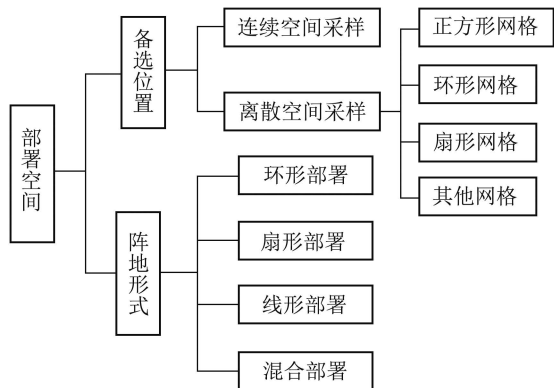 部署空间
备选位置
连续空间采样
离散空间采样
正方形网格
环形网格
扇形网格
其他网格
阵地形式
环形部署
扇形部署
线形部署
混合部署